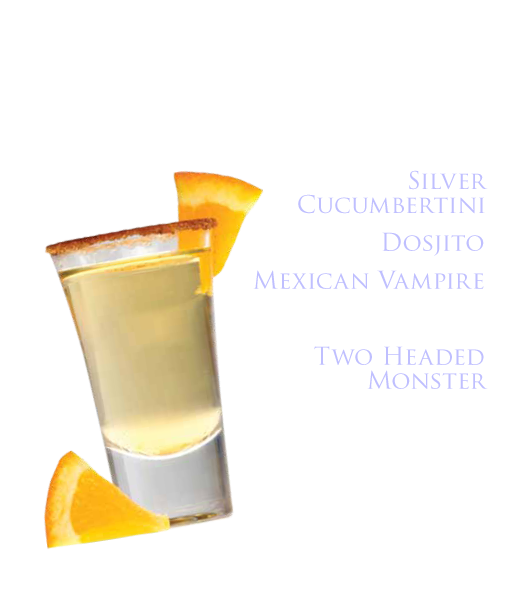 Silver
Cucumbertini
Dosjito
Mexican Vampire
Two Headed
Monster